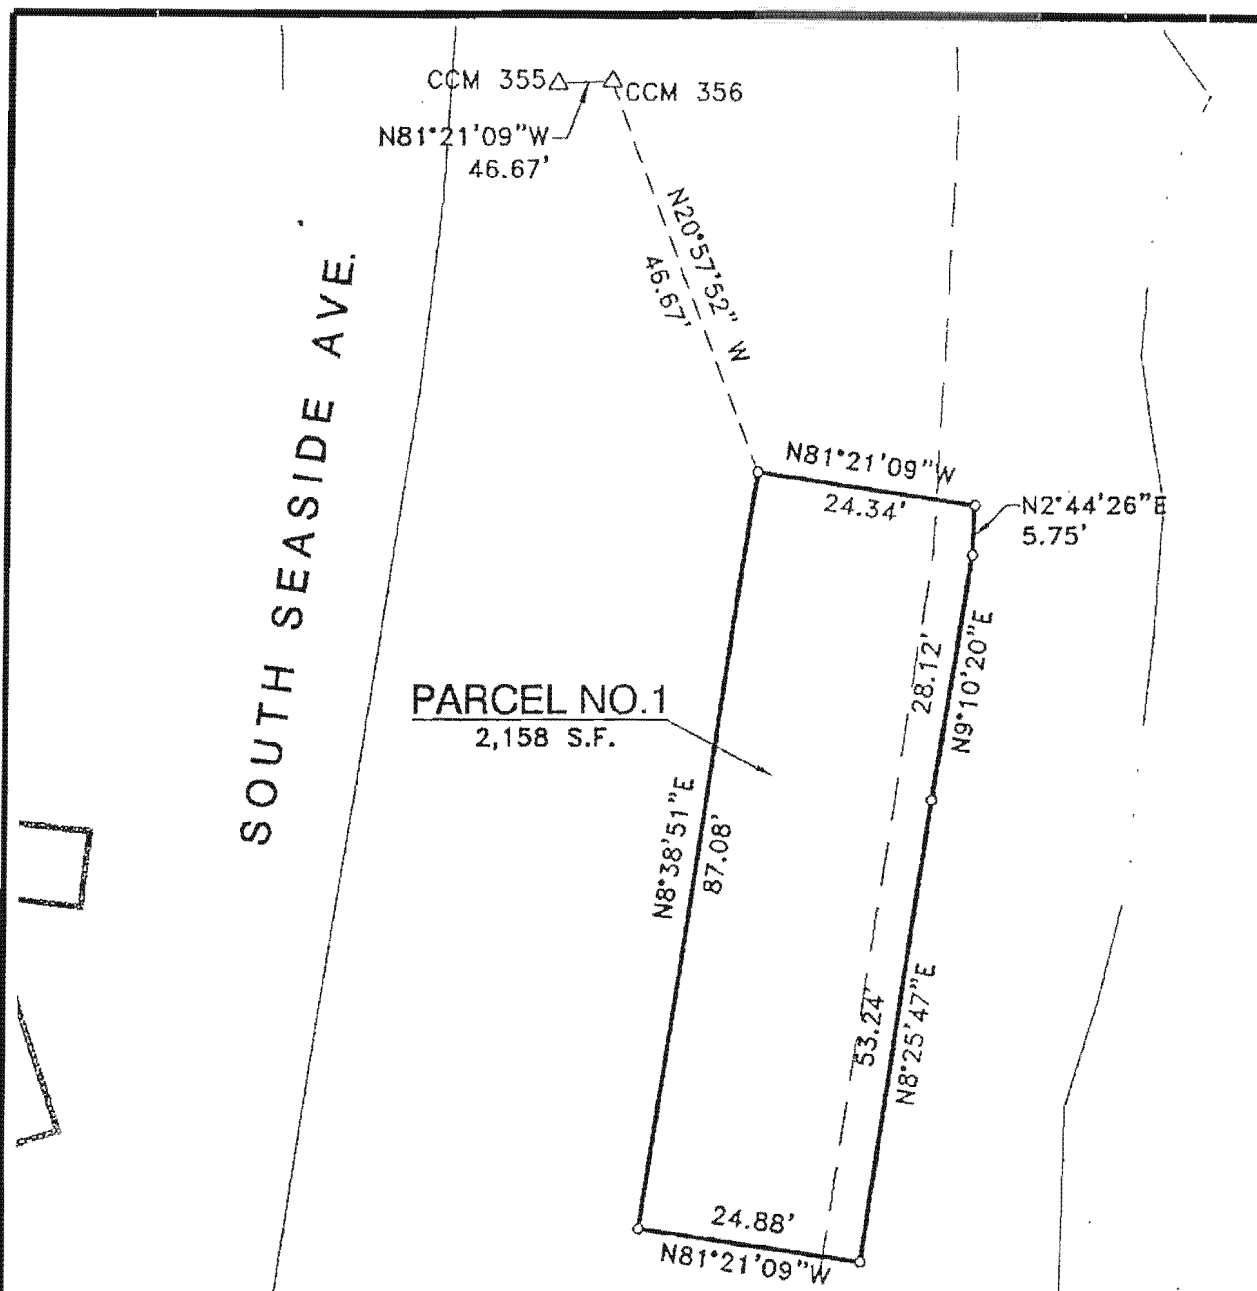 CCM 355
CCM 356
N81°21'09"W
46.67'
N20°57'52" W
46.67'
SOUTH SEASIDE AVE.
N81°21'09"W
24.34'
N2°44'26"E
5.75'
28.12'
N9°10'20"E
PARCEL NO.1
2,158 S.F.
N8°38'51"E
87.08'
53.24'
N8°25'47"E
24.88'
N81°21'09"W